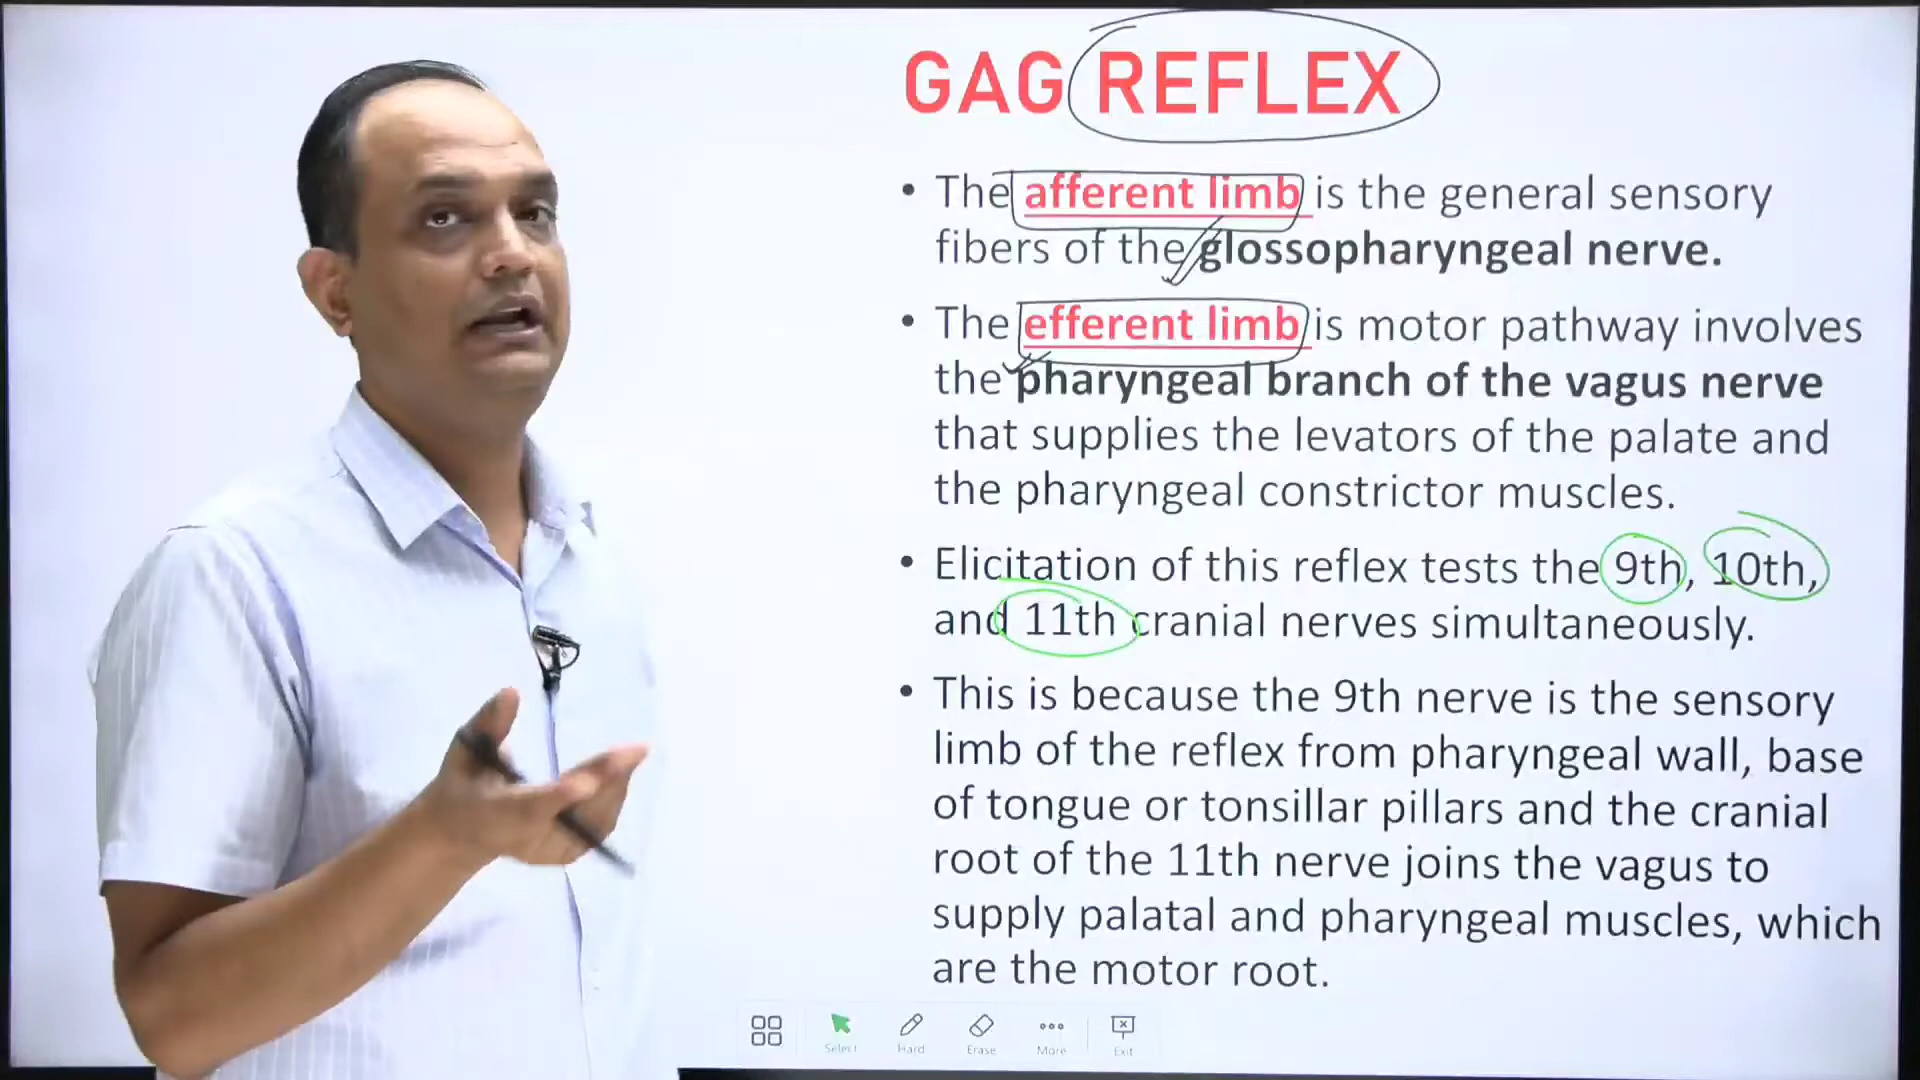 GAG REFLEX
• The afferent limb is the general sensory
fibers of the glossopharyngeal nerve.
• The efferent limb is motor pathway involves
the pharyngeal branch of the vagus nerve
that supplies the levators of the palate and
the pharyngeal constrictor muscles.
• Elicitation of this reflex tests the 9th, 10th,
and 11th cranial nerves simultaneously.
• This is because the 9th nerve is the sensory
limb of the reflex from pharyngeal wall, base
of tongue or tonsillar pillars and the cranial
root of the 11th nerve joins the vagus to
supply palatal and pharyngeal muscles, which
are the motor root.
Select Hard Erase More Exit